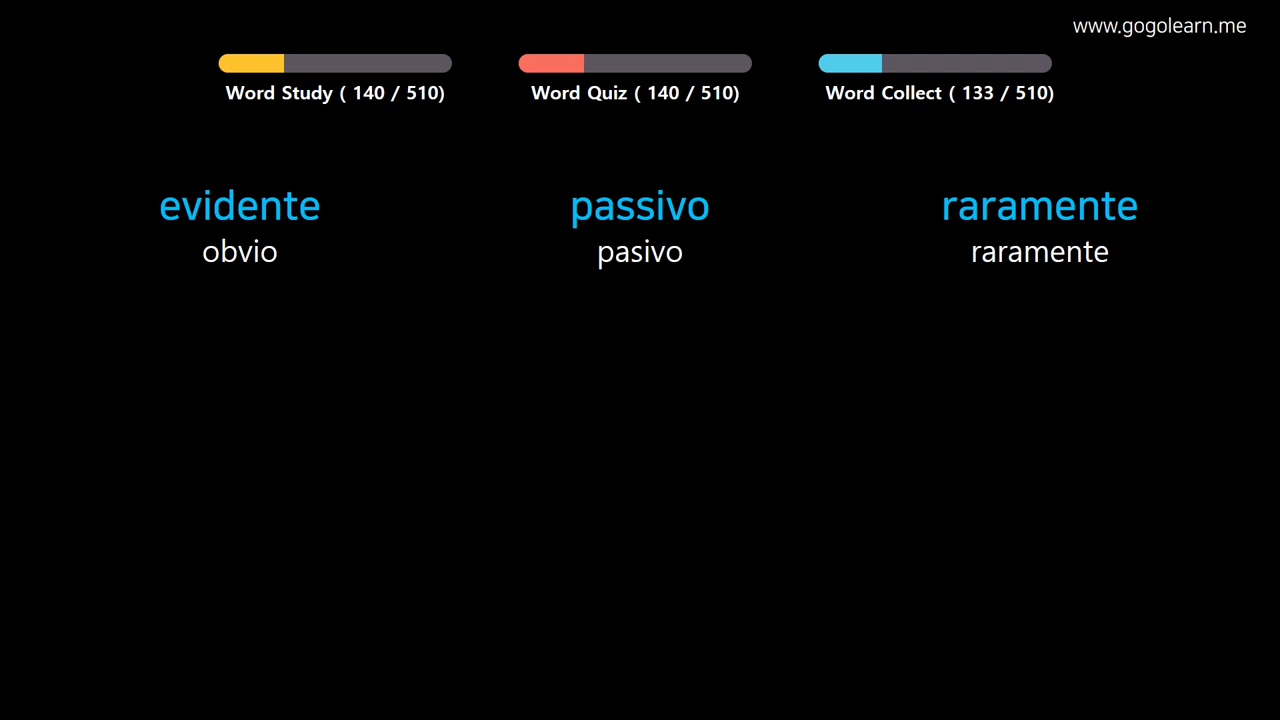 www.gogolearn.me
Word Study ( 140 / 510)
Word Quiz ( 140 / 510)
Word Collect ( 133 / 510)
evidente
obvio
passivo
pasivo
raramente
raramente